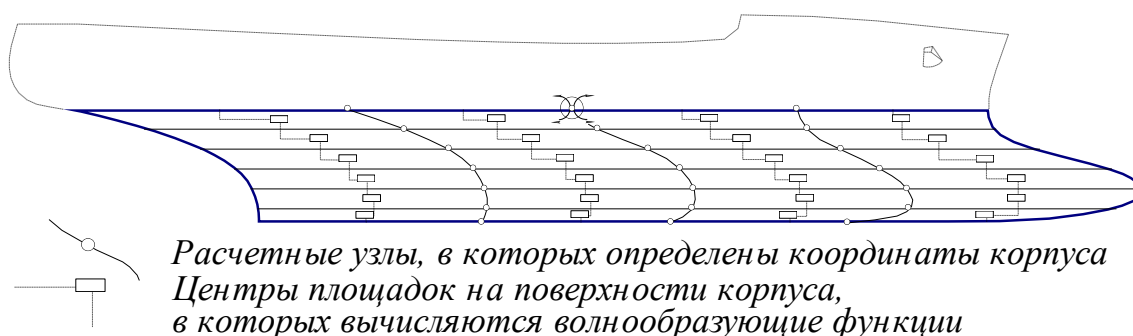 Расчетные узлы, в которых определены координаты корпуса
Центры площадок на поверхности корпуса,
в которых вычисляются волнообразующие функции